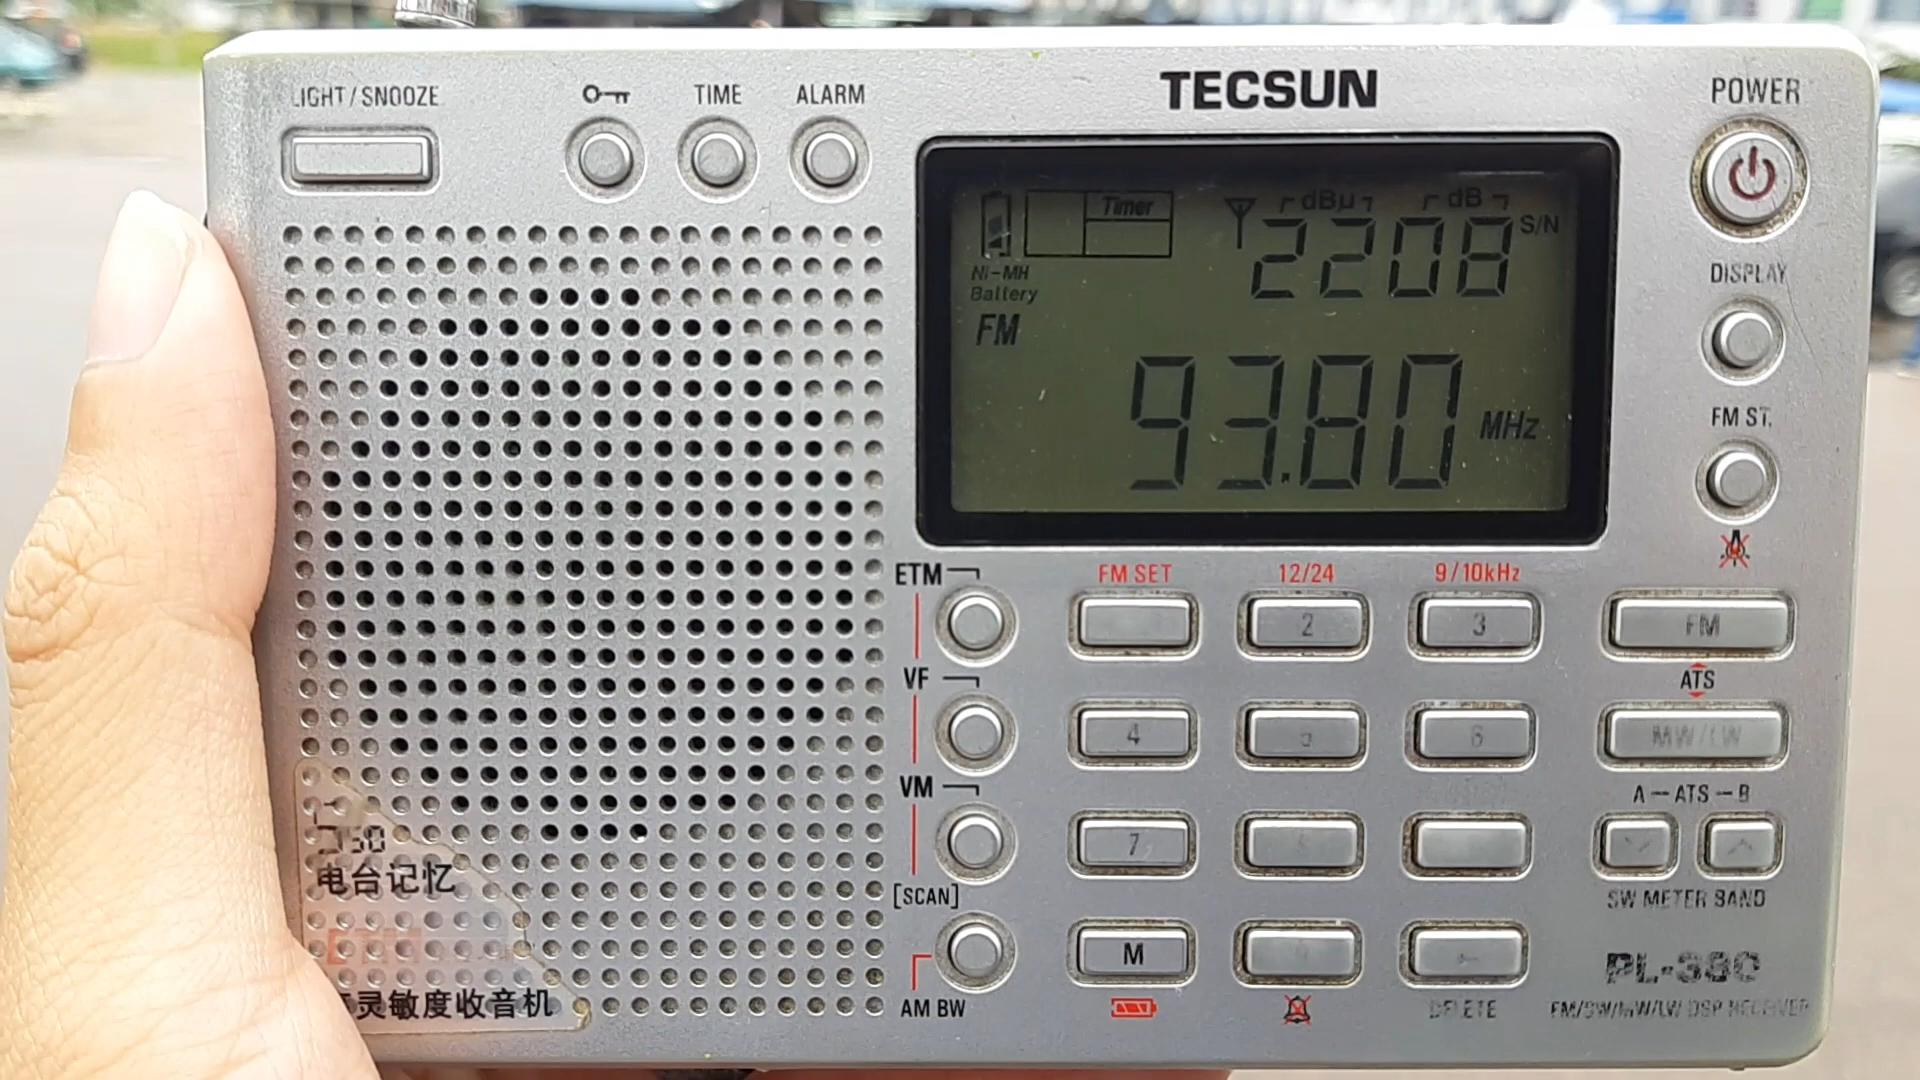 TECSUN
LIGHT / SNOOZE
TIME
ALARM
POWER
Timer
dBµ
dB
2208
S/N
Ni-MH
Battery
FM
93.80
MHz
DISPLAY
FM ST.
ETM
FM SET
12/24
9/10kHz
2
3
FM
VF
ATS
4
5
6
MW/LW
VM
A — ATS — B
7
50
电台记忆
[SCAN]
SW METER BAND
M
灵敏度收音机
AM BW
DELETE
FM/SW/MW/LW DSP RECEIVER